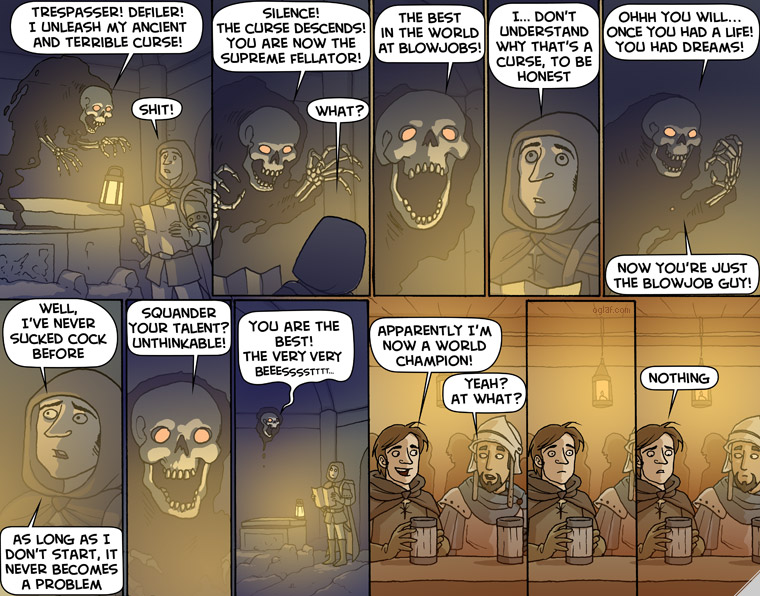 TRESPASSER! DEFILER!
I UNLEASH MY ANCIENT
AND TERRIBLE CURSE!
SHIT!
SILENCE!
THE CURSE DESCENDS!
YOU ARE NOW THE
SUPREME FELLATOR!
WHAT?
THE BEST
IN THE WORLD
AT BLOWJOBS!
I... DON'T
UNDERSTAND
WHY THAT'S A
CURSE, TO BE
HONEST
OHHH YOU WILL...
ONCE YOU HAD A LIFE!
YOU HAD DREAMS!
NOW YOU'RE JUST
THE BLOWJOB GUY!
WELL,
I'VE NEVER
SUCKED COCK
BEFORE
AS LONG AS I
DON'T START, IT
NEVER BECOMES
A PROBLEM
SQUANDER
YOUR TALENT?
UNTHINKABLE!
YOU ARE THE
BEST!
THE VERY VERY
BEEESSSSTTTT...
APPARENTLY I'M
NOW A WORLD
CHAMPION!
YEAH?
AT WHAT?
oglaf.com
NOTHING